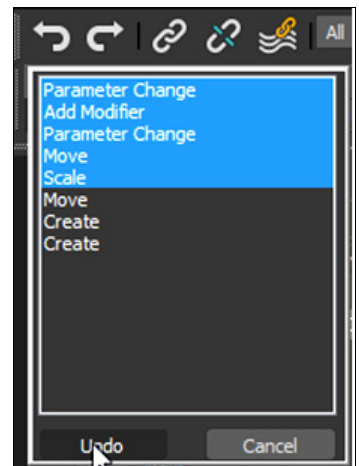 All
Parameter Change
Add Modifier
Parameter Change
Move
Scale
Move
Create
Create
Undo
Cancel